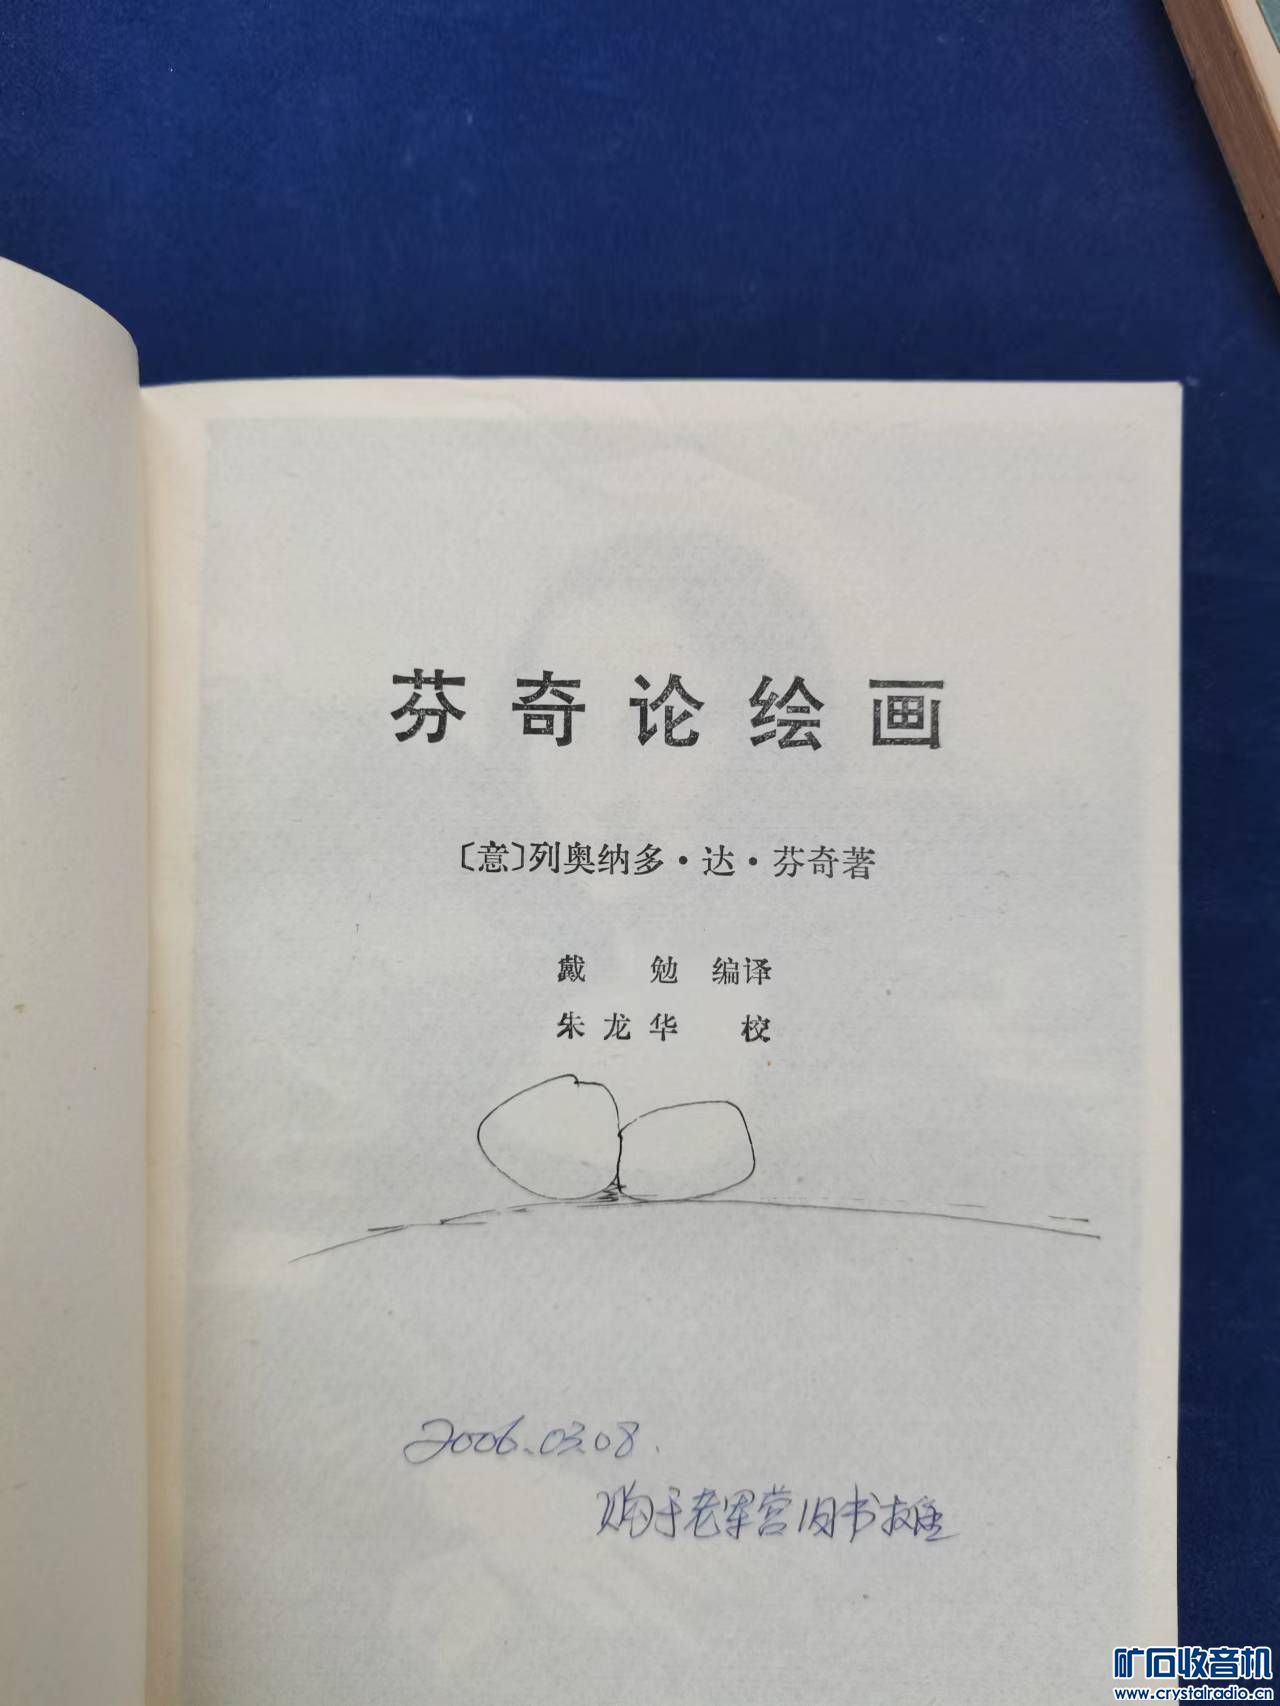 芬奇论绘画
〔意〕列奥纳多·达·芬奇著
戴 勉 编译
朱龙华 校
2006.03.08.
购于老军营旧书摊
矿石收音机
www.crystalradio.cn